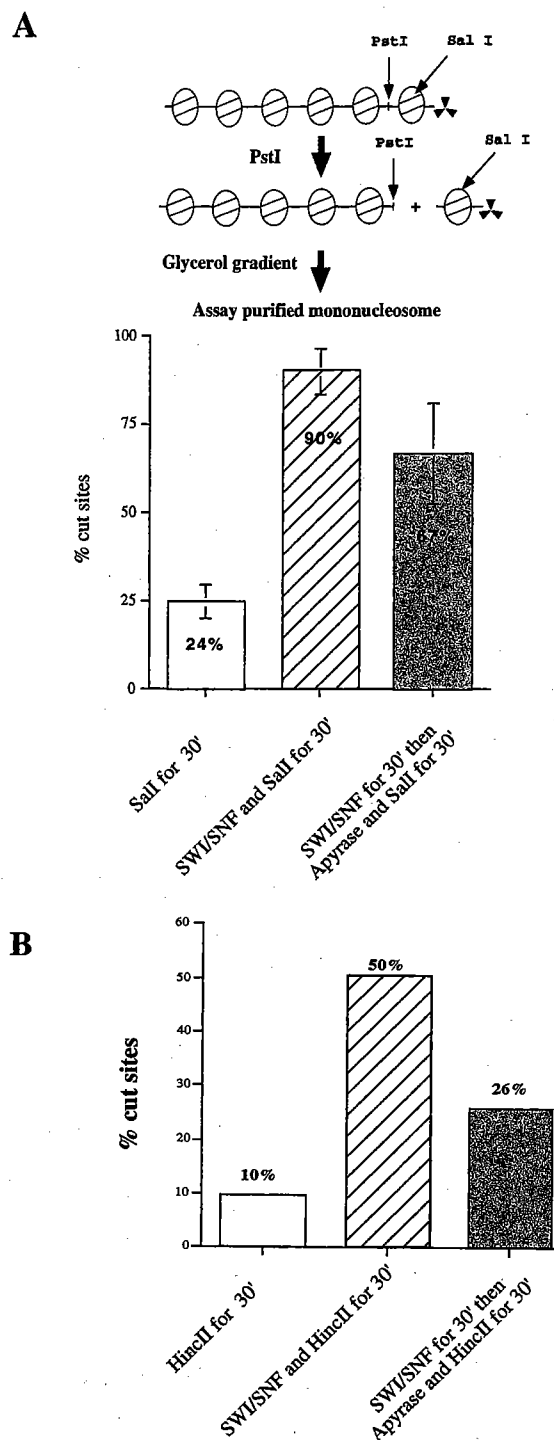 A
PstI
Sal I
PstI
PstI
Sal I
+
Glycerol gradient
Assay purified mononucleosome
% cut sites
100
75
50
25
0
24%
90%
67%
SalI for 30'
SWI/SNF and SalI for 30'
SWI/SNF for 30' then
Apyrase and SalI for 30'
B
% cut sites
60
50
40
30
20
10
0
10%
50%
26%
HincII for 30'
SWI/SNF and HincII for 30'
SWI/SNF for 30' then
Apyrase and HincII for 30'